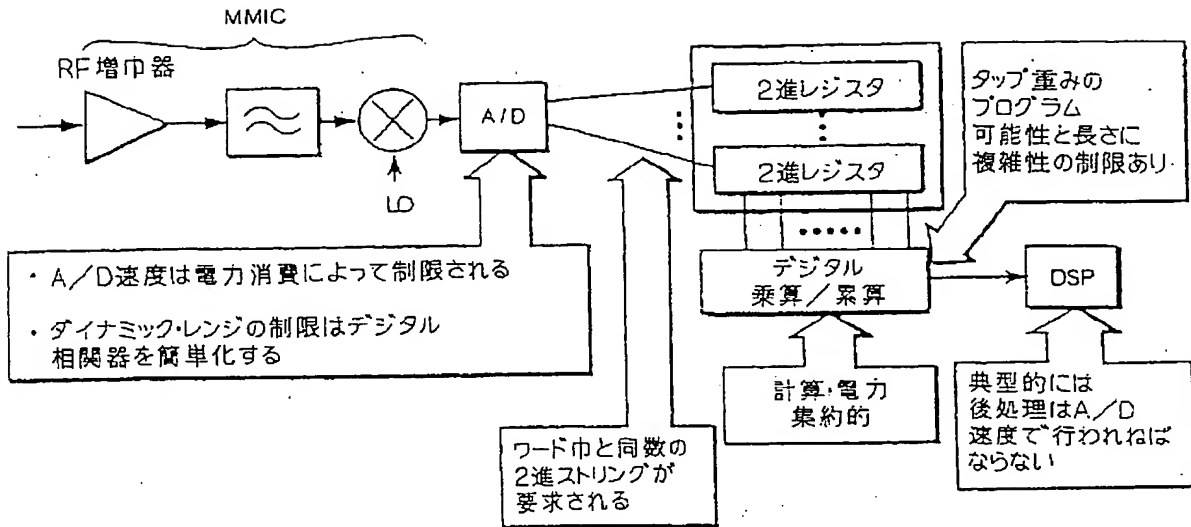 MMIC
RF増巾器
A/D
LO
2進レジスタ
2進レジスタ
タップ重みの
プログラム
可能性と長さに
複雑性の制限あり
・A／D速度は電力消費によって制限される
・ダイナミック・レンジの制限はデジタル
相関器を簡単化する
デジタル
乗算／累算
DSP
計算・電力
集約的
ワード巾と同数の
2進ストリングが
要求される
典型的には
後処理はA／D
速度で行われねば
ならない